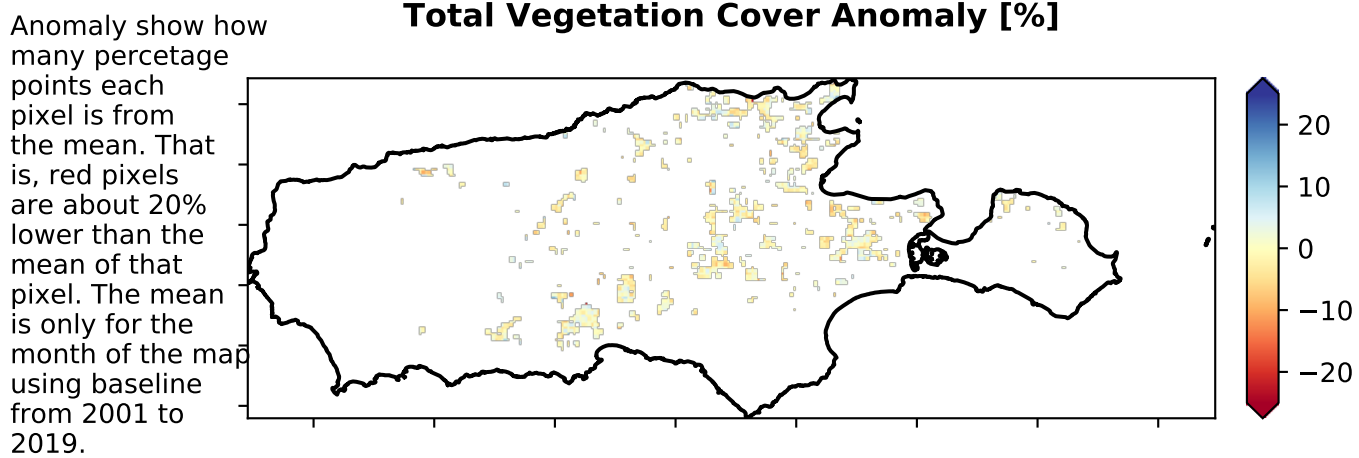 Total Vegetation Cover Anomaly [%]
Anomaly show how
many percetage
points each
pixel is from
the mean. That
is, red pixels
are about 20%
lower than the
mean of that
pixel. The mean
is only for the
month of the map
using baseline
from 2001 to
2019.
20
10
0
−10
−20